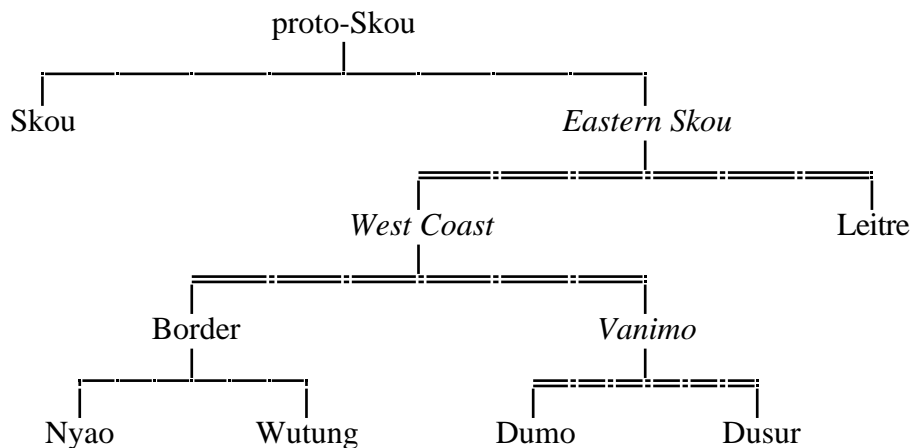 proto-Skou
Skou Eastern Skou
West Coast Leitre
Border Vanimo
Nyao Wutung Dumo Dusur